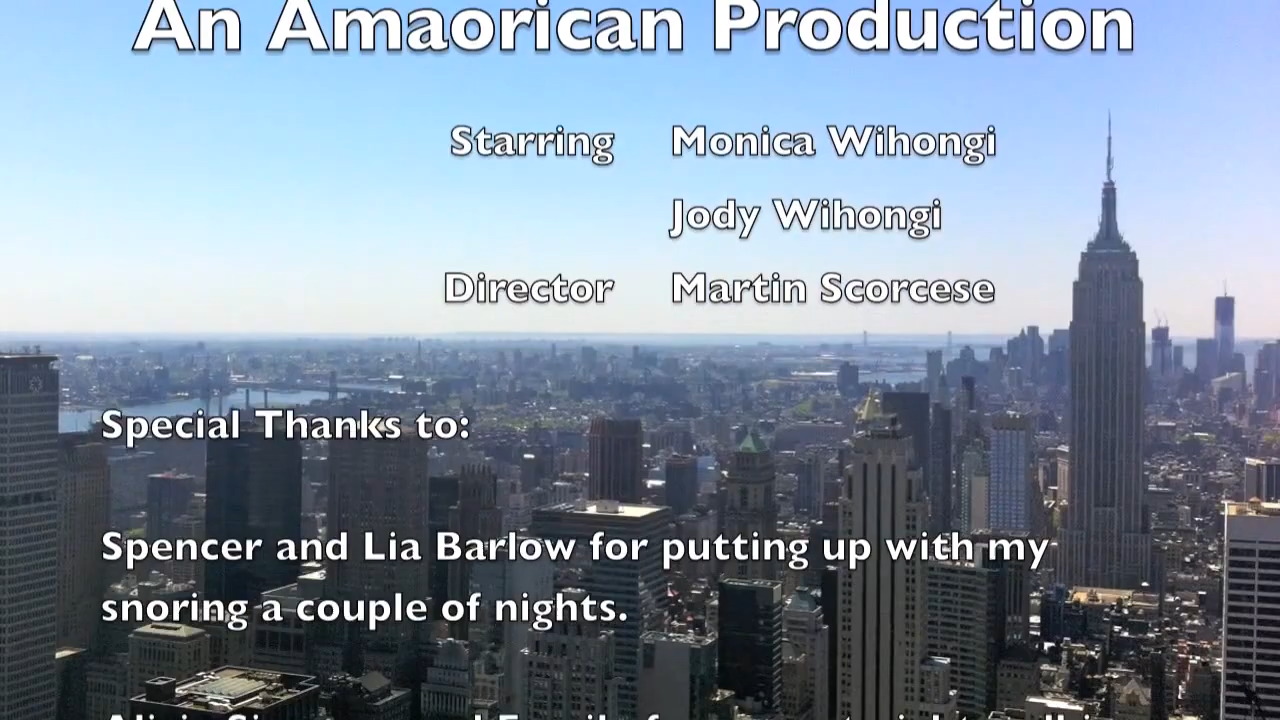 An Amaorican Production
Starring Monica Wihongi
Jody Wihongi
Director Martin Scorcese
Special Thanks to:
Spencer and Lia Barlow for putting up with my
snoring a couple of nights.